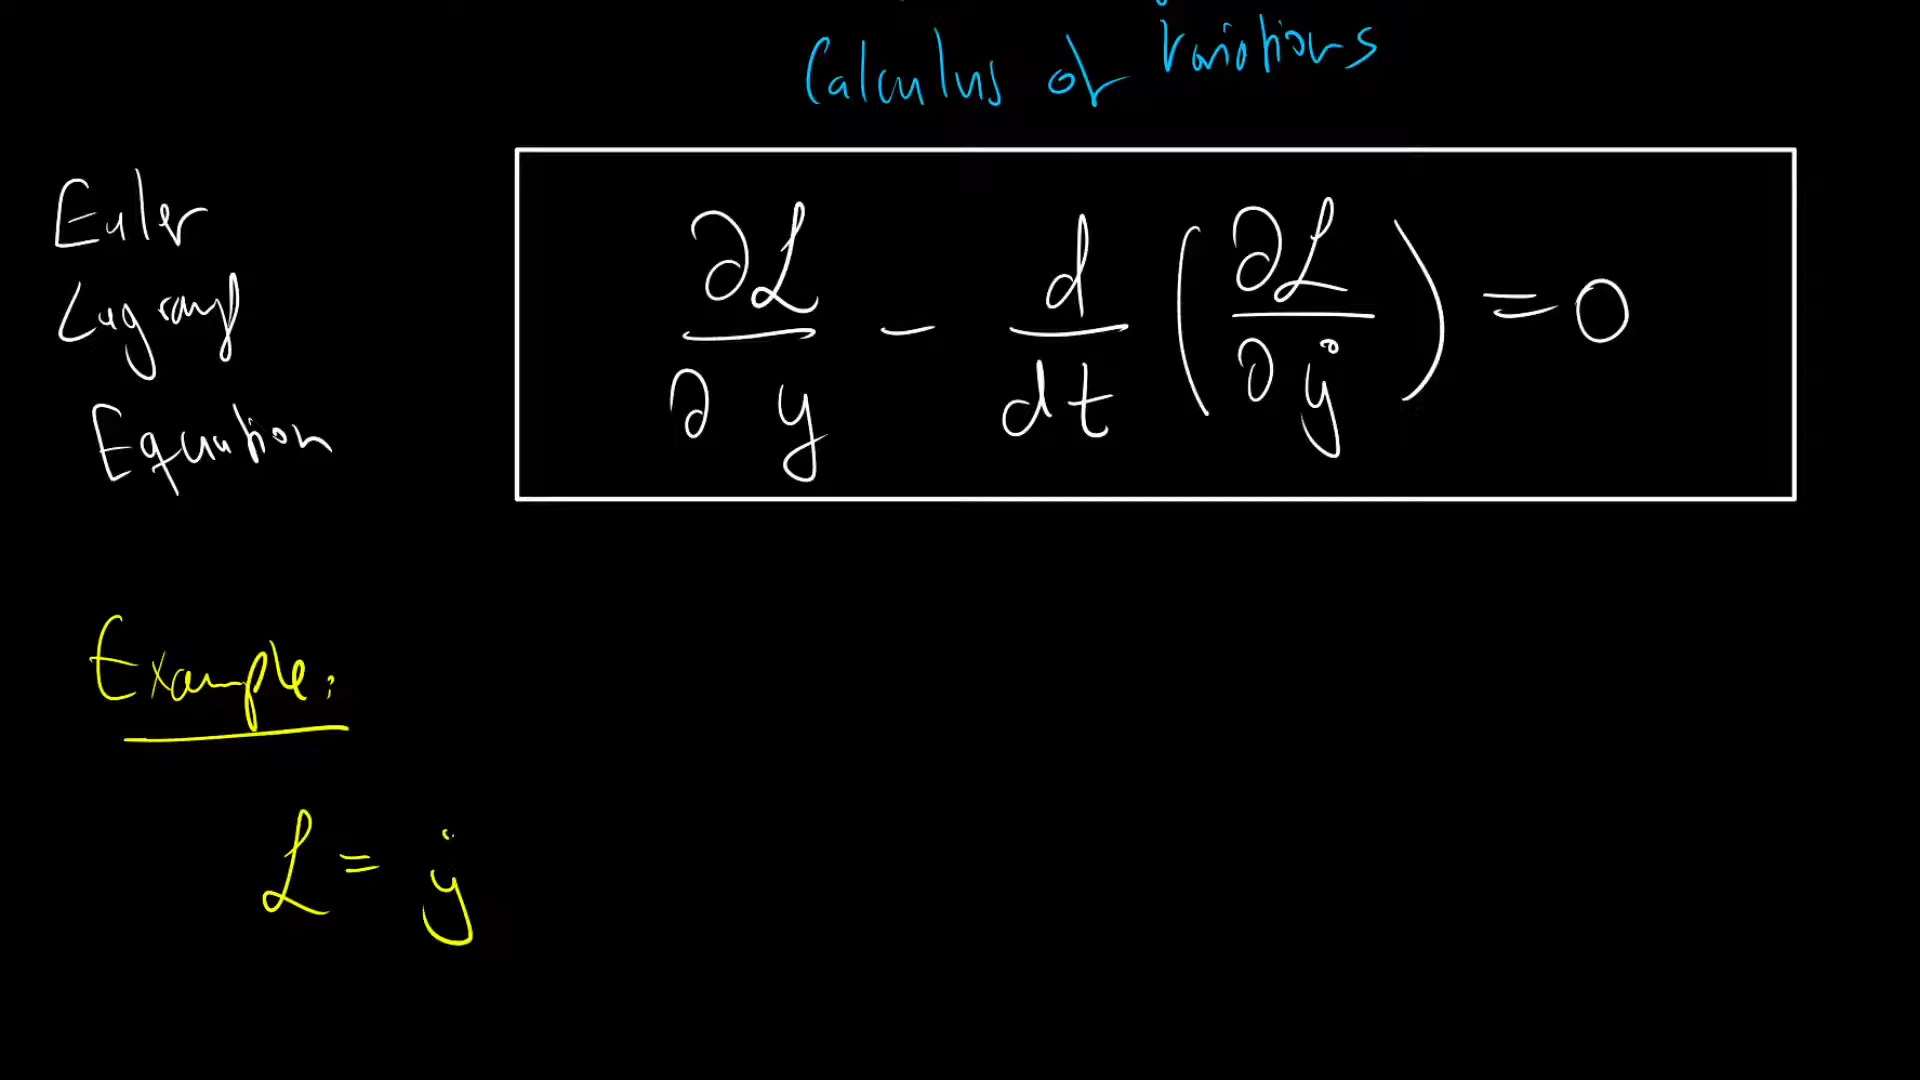 Calculus of Variations
Euler
Lagrange
Equation
∂ℒ/∂y − d/dt (∂ℒ/∂ẏ) = 0
Example:
ℒ = ẏ